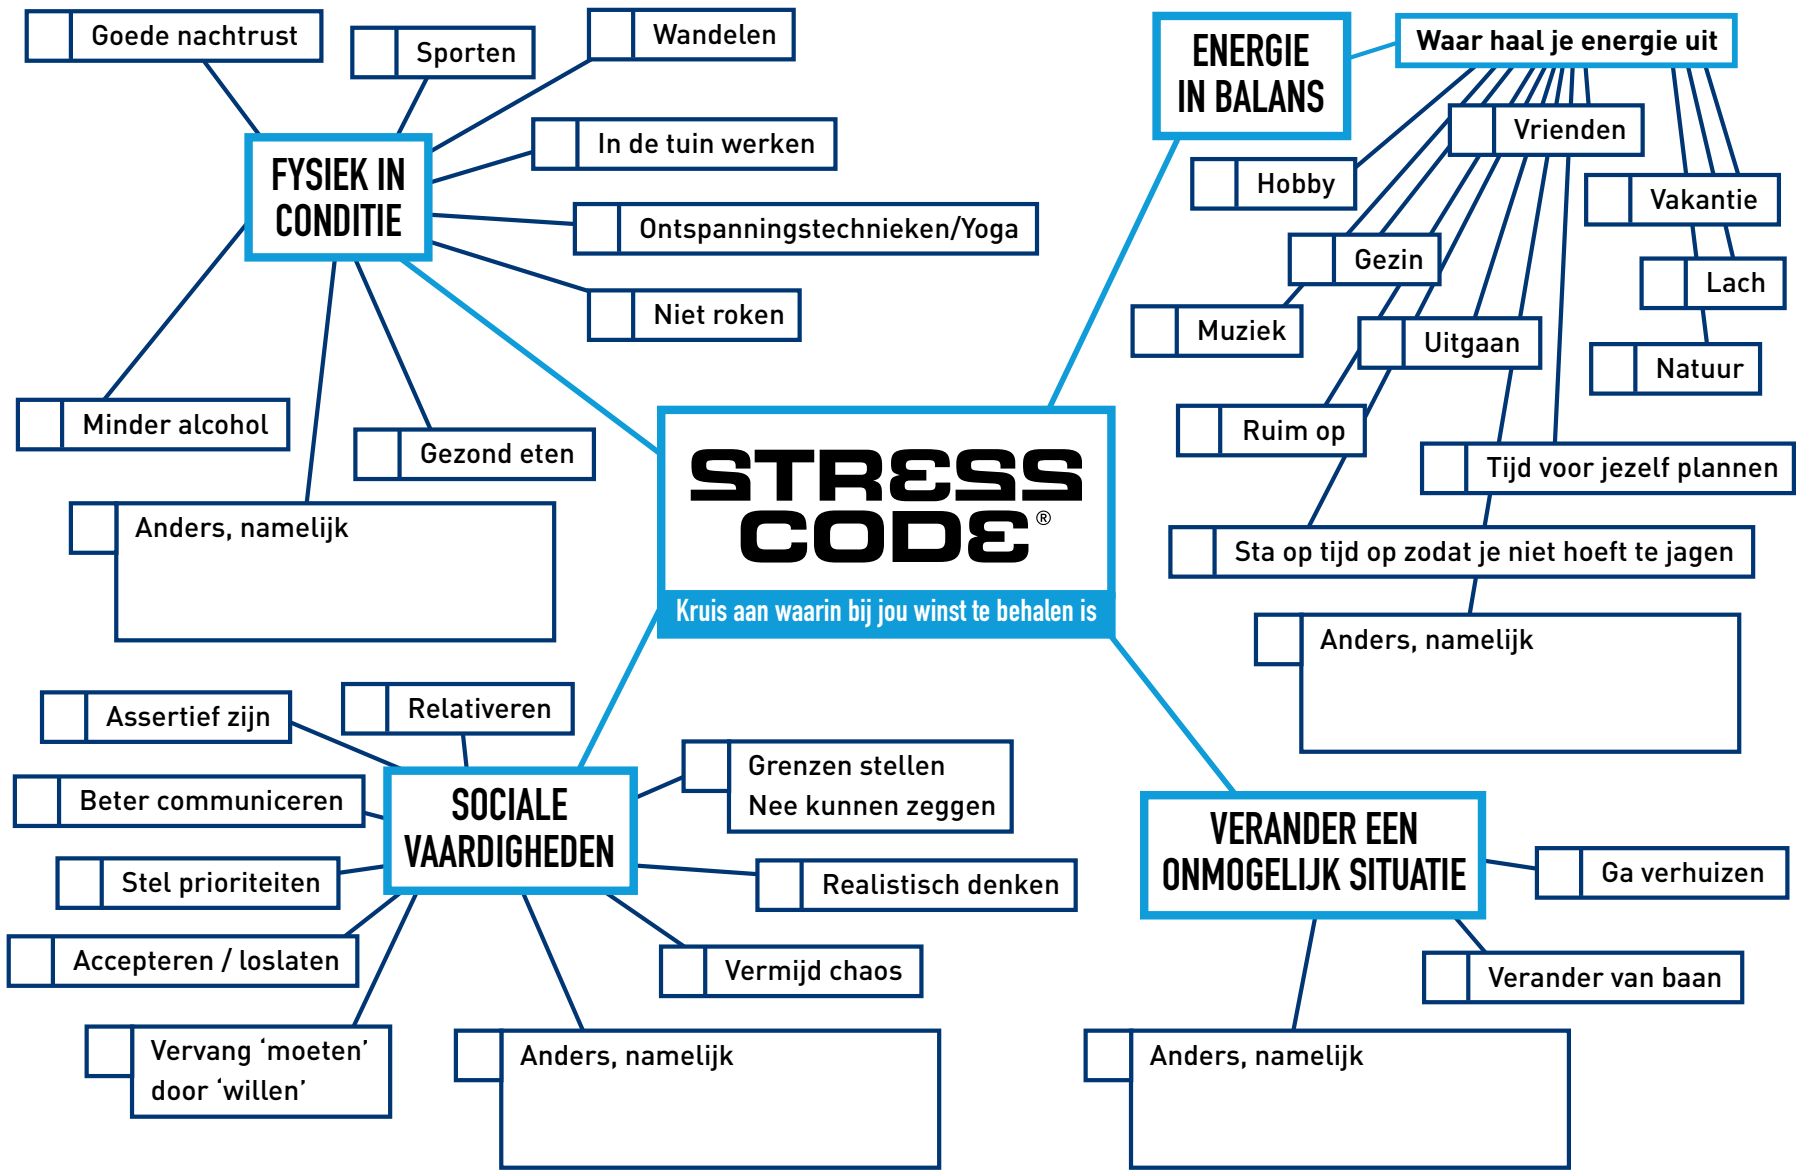 Goede nachtrust
Sporten
Wandelen
In de tuin werken
FYSIEK IN
CONDITIE
Ontspanningstechnieken/Yoga
Niet roken
Minder alcohol
Gezond eten
Anders, namelijk
ENERGIE
IN BALANS
Waar haal je energie uit
Vrienden
Hobby
Vakantie
Gezin
Lach
Muziek
Uitgaan
Natuur
Ruim op
Tijd voor jezelf plannen
Sta op tijd op zodat je niet hoeft te jagen
Anders, namelijk
STRESS
CODE®
Kruis aan waarin bij jou winst te behalen is
Assertief zijn
Relativeren
Beter communiceren
SOCIALE
VAARDIGHEDEN
Grenzen stellen
Nee kunnen zeggen
Stel prioriteiten
Realistisch denken
Accepteren / loslaten
Vermijd chaos
Vervang ‘moeten’
door ‘willen’
Anders, namelijk
VERANDER EEN
ONMOGELIJK SITUATIE
Ga verhuizen
Verander van baan
Anders, namelijk